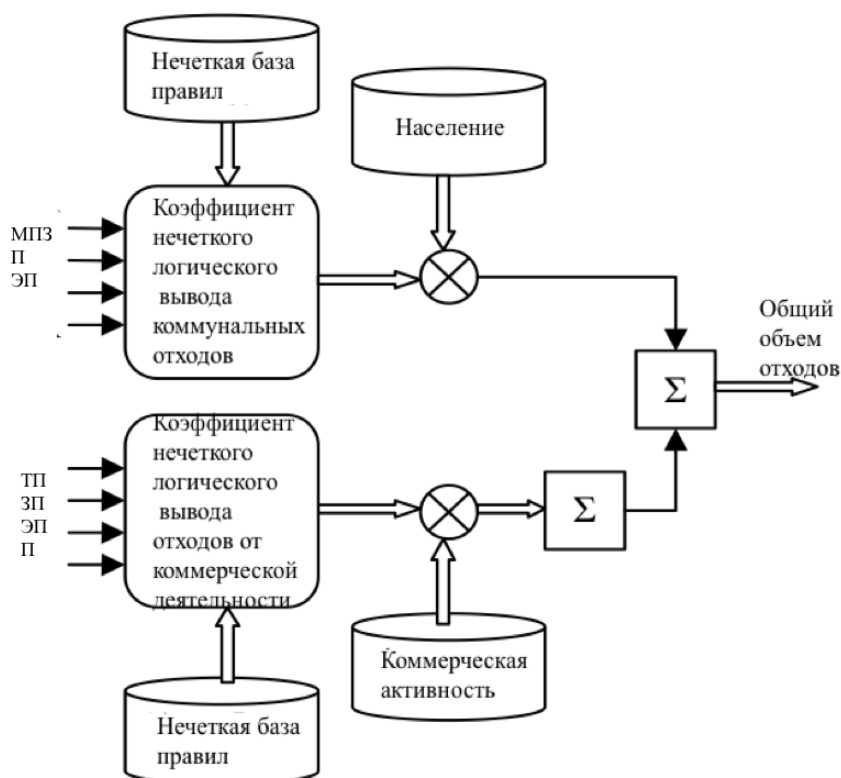 Нечеткая база
правил
Население
МПЗ
П
ЭП
Коэффициент
нечеткого
логического
вывода
коммунальных
отходов
Общий
объем
отходов
Σ
ТП
ЗП
ЭП
П
Коэффициент
нечеткого
логического
вывода
отходов от
коммерческой
деятельности
Σ
Коммерческая
активность
Нечеткая база
правил